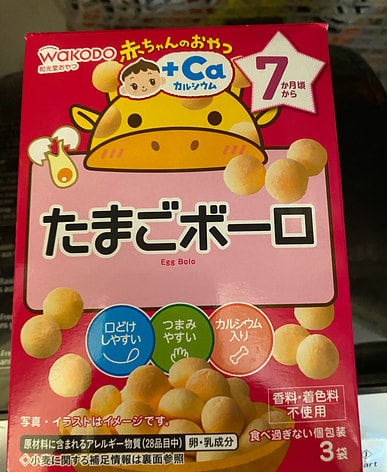 WaKODO
和光堂おやつ
赤ちゃんのおやつ
+Ca
カルシウム
7
か月頃
から
たまごボーロ
Egg Bolo
口どけ
しやすい
つまみ
やすい
カルシウム
入り
香料・着色料
不使用
写真・イラストはイメージです。
食べ過ぎない個包装
3袋
原材料に含まれるアレルギー物質(28品目中) 卵・乳成分
◇小麦に関する補足情報は裏面参照